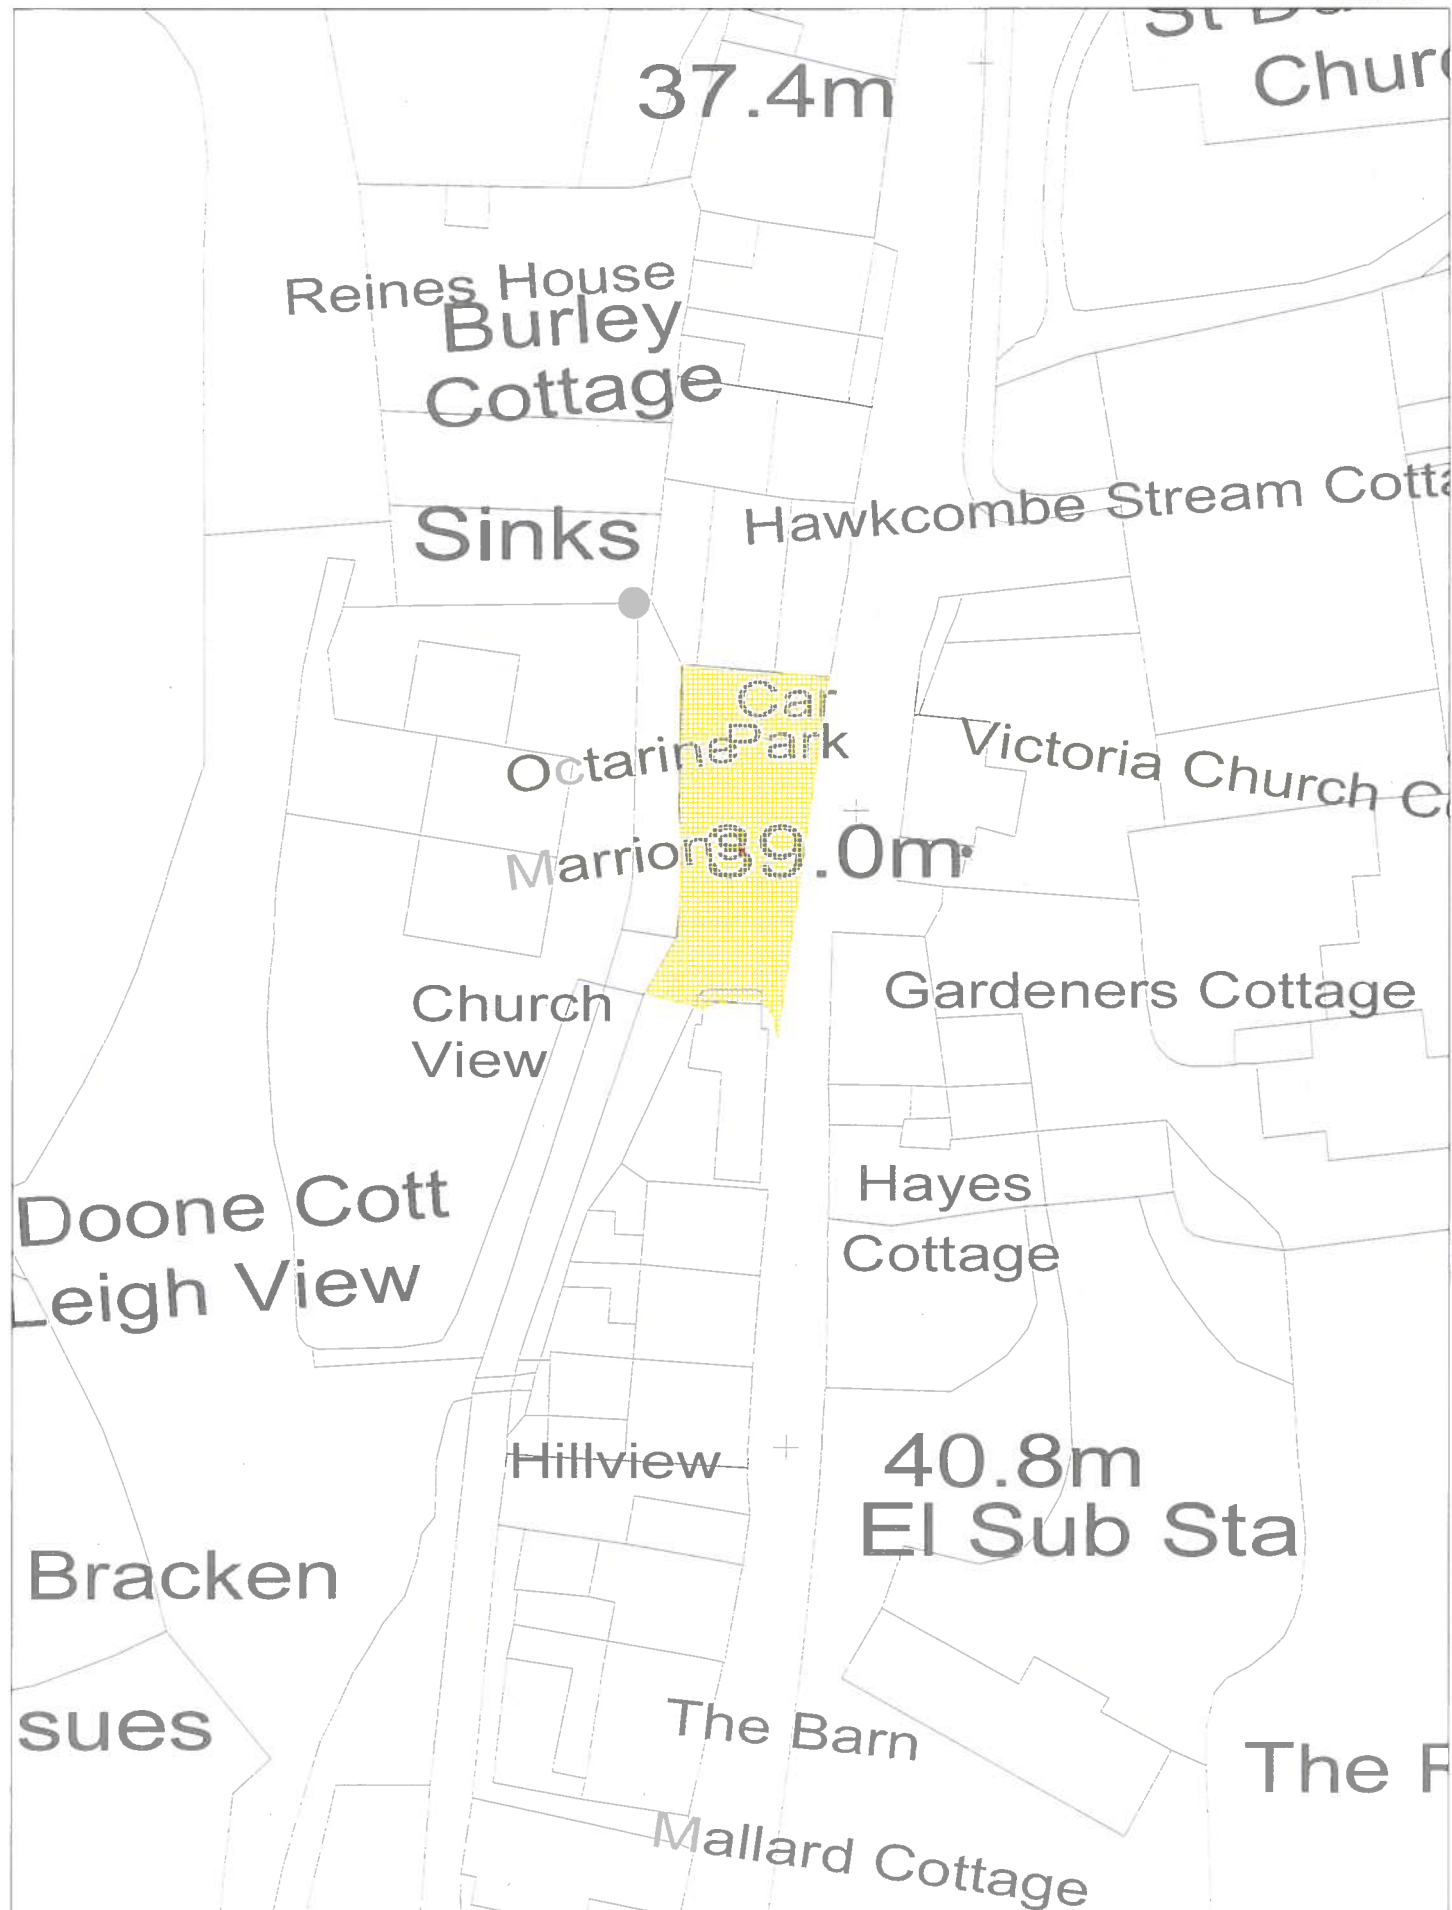 37.4m
Reines House
Burley
Cottage
Sinks
Hawkcombe Stream
Car
Park
Octarine
Victoria Church
39.0m
Church
View
Gardeners Cottage
Doone Cott
Leigh View
Hayes
Cottage
Hillview
40.8m
El Sub Sta
Bracken
sues
The Barn
The
Mallard Cottage